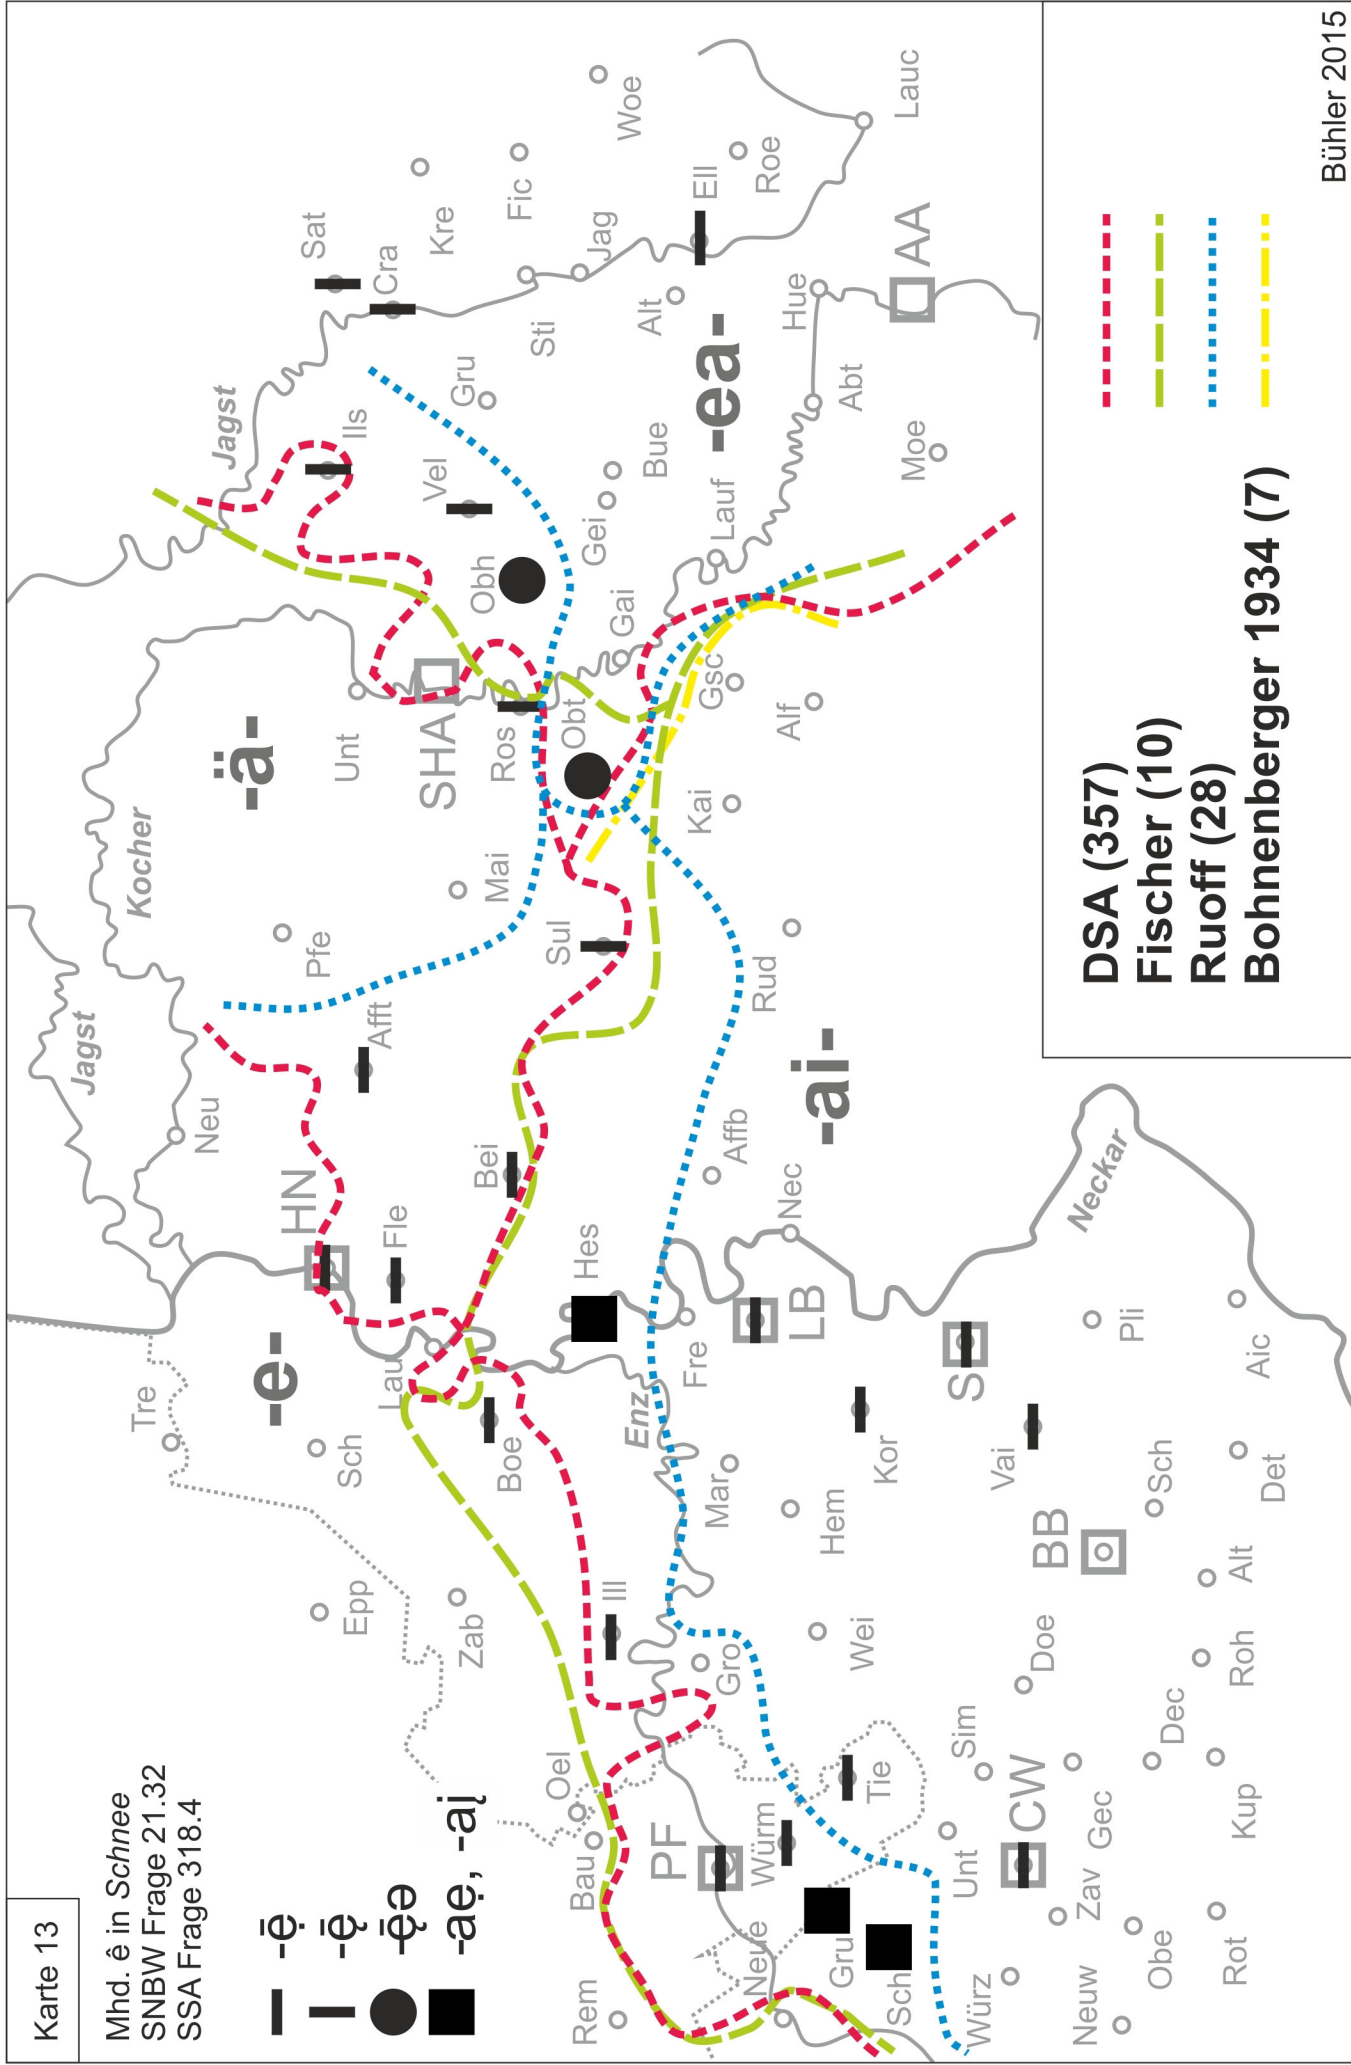 Karte 13
Mhd. ê in Schnee
SNBW Frage 21.32
SSA Frage 318.4
-ẹ̄
-ę̄
-ę̄e
-aẹ, -ai̯
-e-
-ä-
-ea-
-ai-
Jagst
Kocher
Jagst
Neckar
Enz
Tre
Sch
Epp
Zab
Lau
Boe
HN
Fle
Neu
Afft
Bei
Hes
Pfe
Mai
Sul
Unt
SHA
Ros
Obt
Obh
Vel
Ils
Sat
Cra
Kre
Fic
Woe
Gru
Sti
Jag
Alt
Ell
Roe
Lauc
Hue
AA
Abt
Moe
Bue
Gei
Lauf
Gai
Gsc
Alf
Kai
Rud
Affb
Nec
LB
Fre
Mar
Hem
Kor
S
Vai
Pli
Aic
Sch
Det
BB
Alt
Roh
Doe
Dec
Kup
Wei
Gro
Ill
Oel
Bau
PF
Würm
Tie
Sim
CW
Gec
Unt
Zav
Obe
Rot
Neuw
Würz
Sch
Gru
Neue
Rem
DSA (357)
Fischer (10)
Ruoff (28)
Bohnenberger 1934 (7)
Bühler 2015